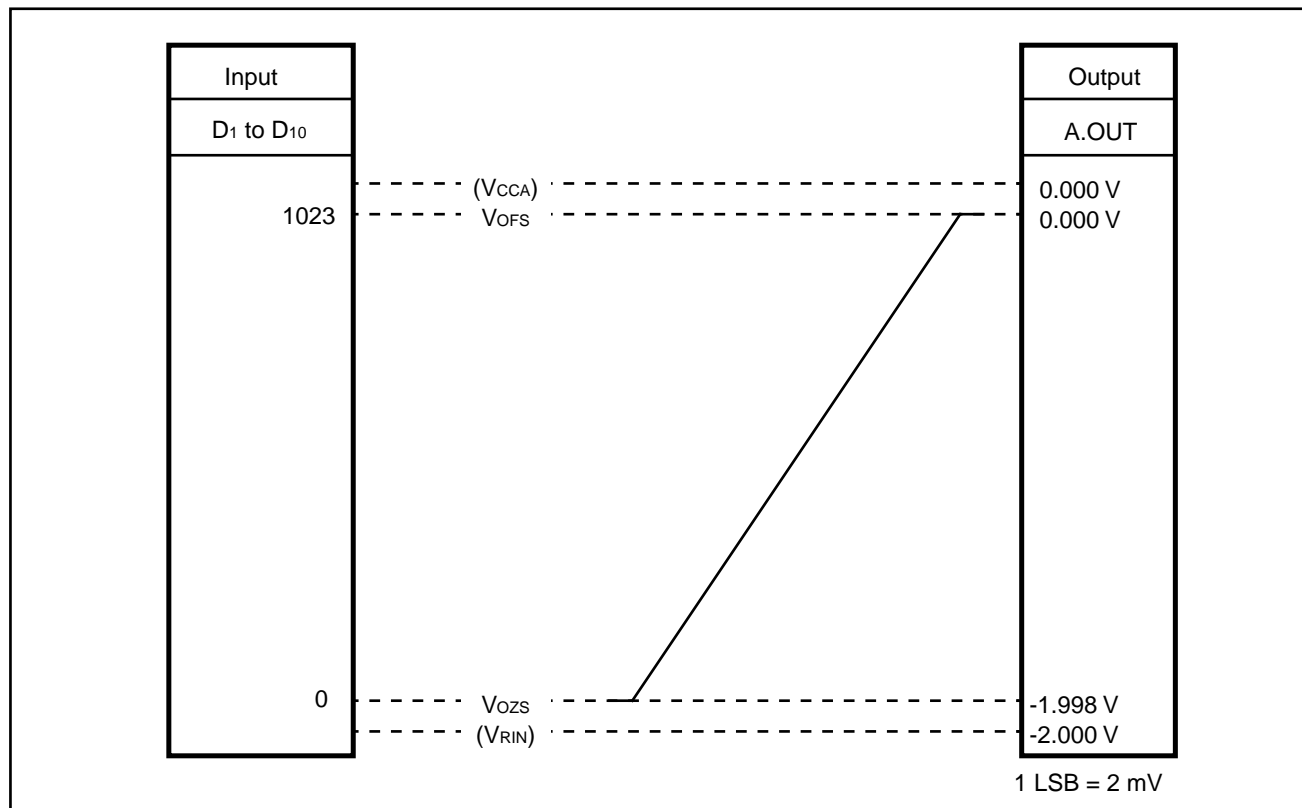 Input
Output
D1 to D10
A.OUT
(VCCA)
0.000 V
1023
VOFS
0.000 V
0
VOZS
-1.998 V
(VRIN)
-2.000 V
1 LSB = 2 mV